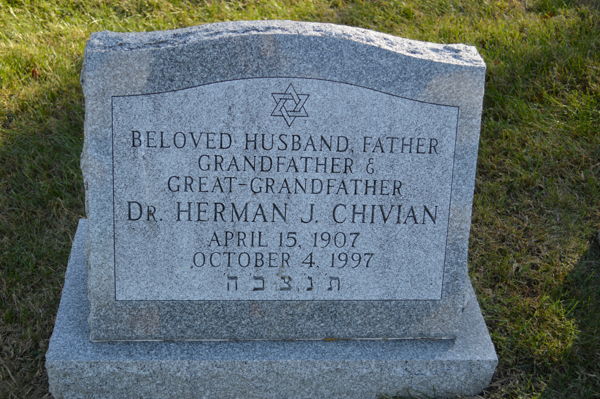 BELOVED HUSBAND, FATHER
GRANDFATHER &
GREAT-GRANDFATHER
DR. HERMAN J. CHIVIAN
APRIL 15, 1907
OCTOBER 4, 1997
ת נ צ ב ה